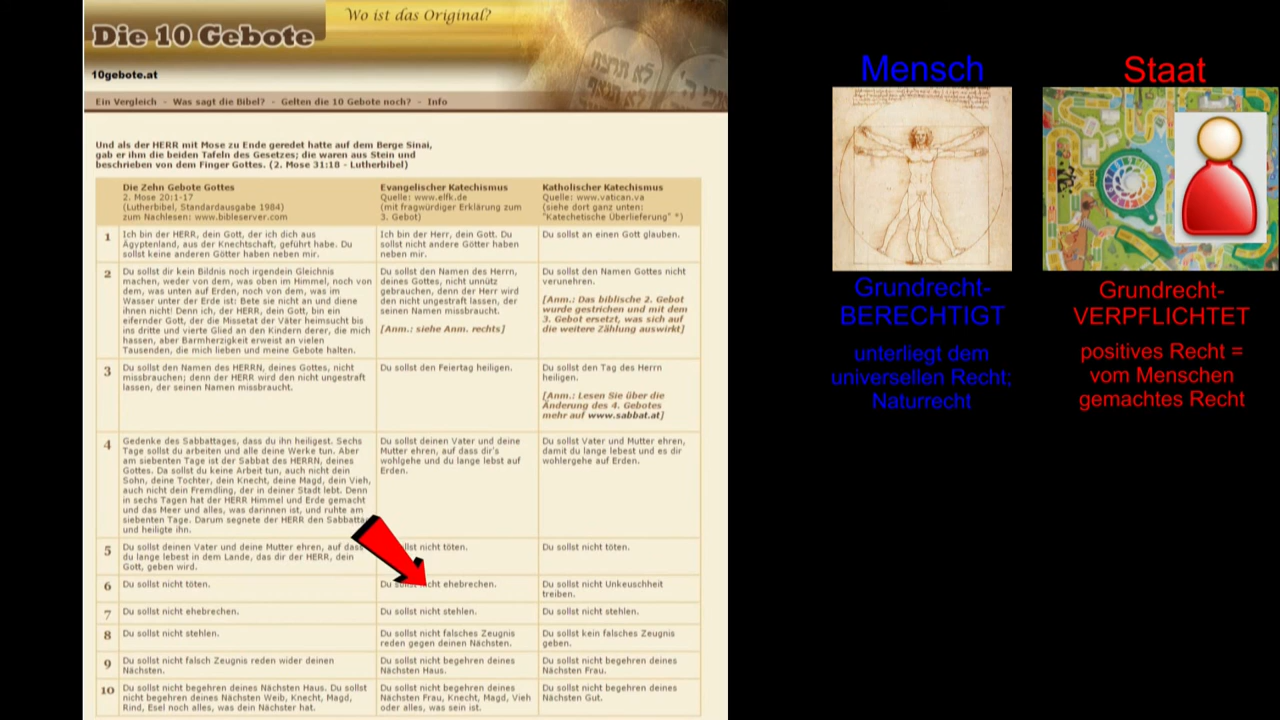 Wo ist das Original?
Die 10 Gebote
10gebote.at
Ein Vergleich - Was sagt die Bibel? - Gelten die 10 Gebote noch? - Info
Und als der HERR mit Mose zu Ende geredet hatte auf dem Berge Sinai,
gab er ihm die beiden Tafeln des Gesetzes; die waren aus Stein und
beschrieben von dem Finger Gottes. (2. Mose 31:18 - Lutherbibel)
Die Zehn Gebote Gottes
2. Mose 20:1-17
(Lutherbibel, Standardausgabe 1984)
zum Nachlesen: www.bibleserver.com
Evangelischer Katechismus
Quelle: www.elfk.de
(mit fragwürdiger Erklärung zum
3. Gebot)
Katholischer Katechismus
Quelle: www.vatican.va
(siehe dort ganz unten:
"Katechetische Überlieferung" *)
1
Ich bin der HERR, dein Gott, der ich dich aus
Ägyptenland, aus der Knechtschaft, geführt habe. Du
sollst keine anderen Götter haben neben mir.
Ich bin der Herr, dein Gott. Du
sollst nicht andere Götter haben
neben mir.
Du sollst an einen Gott glauben.
2
Du sollst dir kein Bildnis noch irgendein Gleichnis
machen, weder von dem, was oben im Himmel, noch von
dem, was unten auf Erden, noch von dem, was im
Wasser unter der Erde ist: Bete sie nicht an und diene
ihnen nicht! Denn ich, der HERR, dein Gott, bin ein
eifernder Gott, der die Missetat der Väter heimsucht bis
ins dritte und vierte Glied an den Kindern derer, die mich
hassen, aber Barmherzigkeit erweist an vielen
Tausenden, die mich lieben und meine Gebote halten.
Du sollst den Namen des Herrn,
deines Gottes, nicht unnütz
gebrauchen, denn der Herr wird
den nicht ungestraft lassen, der
seinen Namen missbraucht.
[Anm.: siehe Anm. rechts]
Du sollst den Namen Gottes nicht
verunehren.
[Anm.: Das biblische 2. Gebot
wurde gestrichen und mit dem
3. Gebot ersetzt, was sich auf
die weitere Zählung auswirkt]
3
Du sollst den Namen des HERRN, deines Gottes, nicht
missbrauchen; denn der HERR wird den nicht ungestraft
lassen, der seinen Namen missbraucht.
Du sollst den Feiertag heiligen.
Du sollst den Tag des Herrn
heiligen.
[Anm.: Lesen Sie über die
Änderung des 4. Gebotes
mehr auf www.sabbat.at]
4
Gedenke des Sabbattages, dass du ihn heiligest. Sechs
Tage sollst du arbeiten und alle deine Werke tun. Aber
am siebenten Tage ist der Sabbat des HERRN, deines
Gottes. Da sollst du keine Arbeit tun, auch nicht dein
Sohn, deine Tochter, dein Knecht, deine Magd, dein Vieh,
auch nicht dein Fremdling, der in deiner Stadt lebt. Denn
in sechs Tagen hat der HERR Himmel und Erde gemacht
und das Meer und alles, was darinnen ist, und ruhte am
siebenten Tage. Darum segnete der HERR den
und heiligte ihn.
Du sollst deinen Vater und deine
Mutter ehren, auf dass dir's
wohlgehe und du lange lebst auf
Erden.
Du sollst Vater und Mutter ehren,
damit du lange lebest und es dir
wohlergehe auf Erden.
5
Du sollst deinen Vater und deine Mutter ehren, auf dass
du lange lebest in dem Lande, das dir der HERR, dein
Gott, geben wird.
nicht töten.
Du sollst nicht töten.
6
Du sollst nicht töten.
Du sollst nicht ehebrechen.
Du sollst nicht Unkeuschheit
treiben.
7
Du sollst nicht ehebrechen.
Du sollst nicht stehlen.
Du sollst nicht stehlen.
8
Du sollst nicht stehlen.
Du sollst nicht falsches Zeugnis
reden gegen deinen Nächsten.
Du sollst kein falsches Zeugnis
geben.
9
Du sollst nicht falsch Zeugnis reden wider deinen
Nächsten.
Du sollst nicht begehren deines
Nächsten Haus.
Du sollst nicht begehren deines
Nächsten Frau.
10
Du sollst nicht begehren deines Nächsten Haus. Du sollst
nicht begehren deines Nächsten Weib, Knecht, Magd,
Rind, Esel noch alles, was dein Nächster hat.
Du sollst nicht begehren deines
Nächsten Frau, Knecht, Magd, Vieh
oder alles, was sein ist.
Du sollst nicht begehren deines
Nächsten Gut.
Mensch
Grundrecht-
BERECHTIGT
unterliegt dem
universellen Recht;
Naturrecht
Staat
Grundrecht-
VERPFLICHTET
positives Recht =
vom Menschen
gemachtes Recht